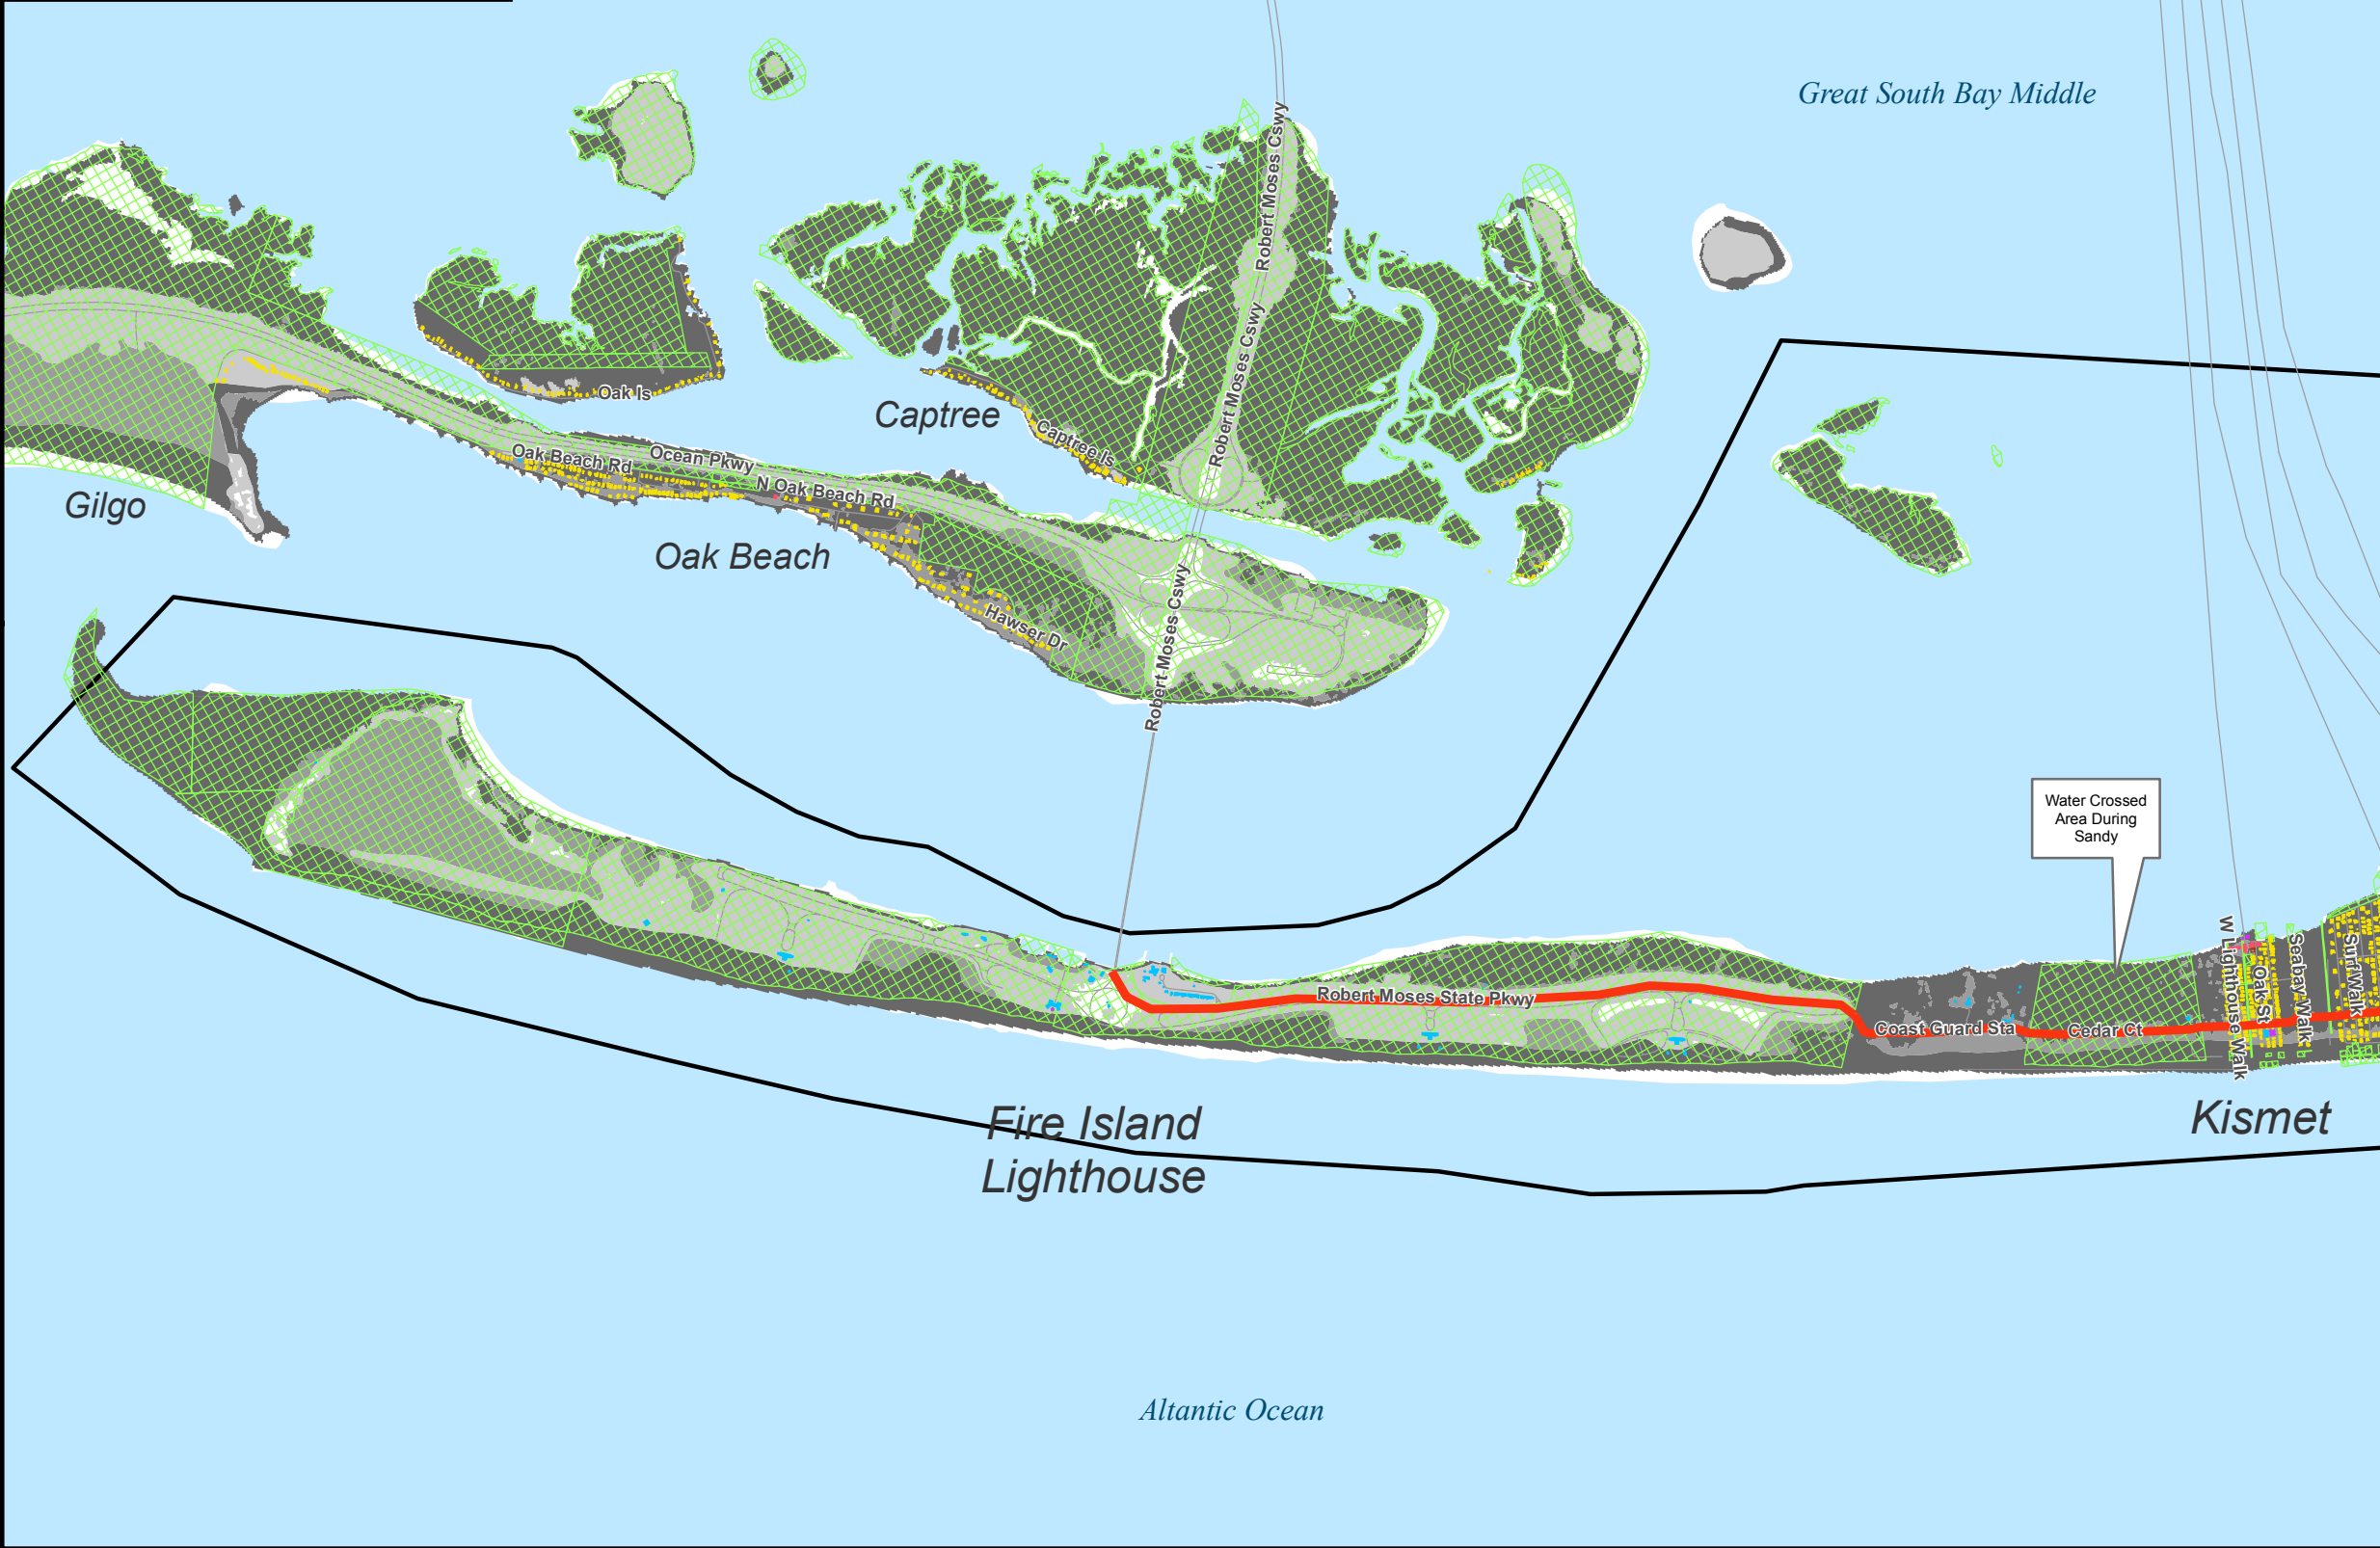 Great South Bay Middle
Robert Moses Cswy
Robert Moses Cswy
Robert Moses Cswy
Oak Is
Captree
Captree Is
Oak Beach Rd
Ocean Pkwy
N Oak Beach Rd
Gilgo
Oak Beach
Hawser Dr
Robert Moses Cswy
Water Crossed
Area During
Sandy
W Lighthouse Walk
Oak St
Seabay Walk
Surf Walk
Robert Moses State Pkwy
Coast Guard Sta
Cedar Ct
Fire Island
Lighthouse
Kismet
Altantic Ocean